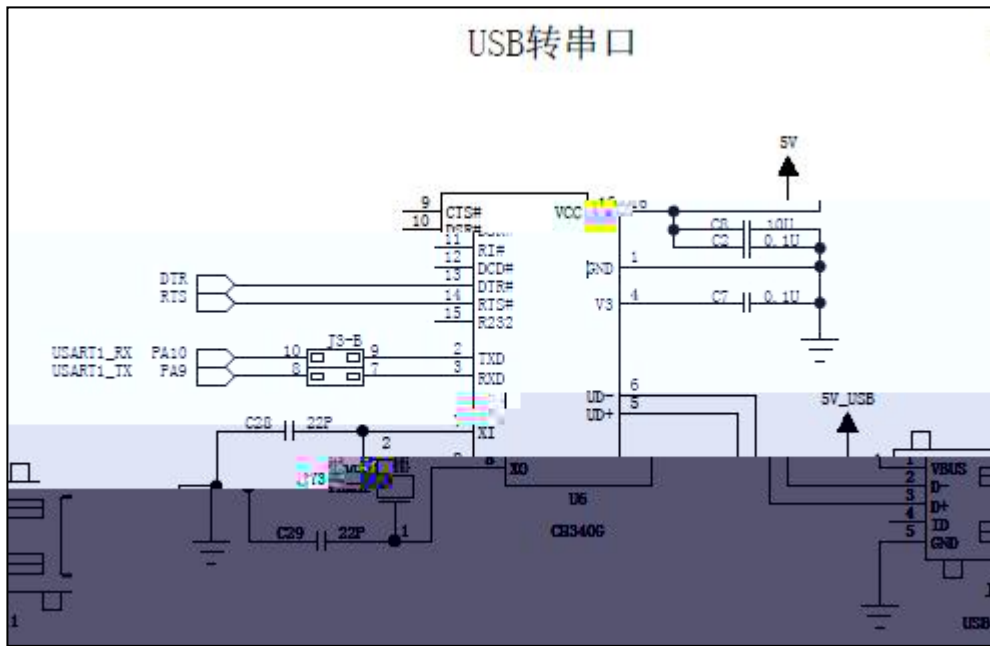 USB转串口
5V
9 CTS# VCC
10
C8 10U
C2 0.1U
11 RI#
12 DCD# GND 1
13 DTR#
DTR
14 RTS# V3 4 C7 0.1U
RTS
15 R232
J3-B
USART1_RX PA10 10 9 2 TXD
USART1_TX PA9 8 7 3 RXD
UD- 6
UD+ 5
5V_USB
C28 22P
XI
2
8 XO
1 VBUS
2 D-
U6
3 D+
4 ID
C29 22P 1
CH340G
5 GND
1
USB